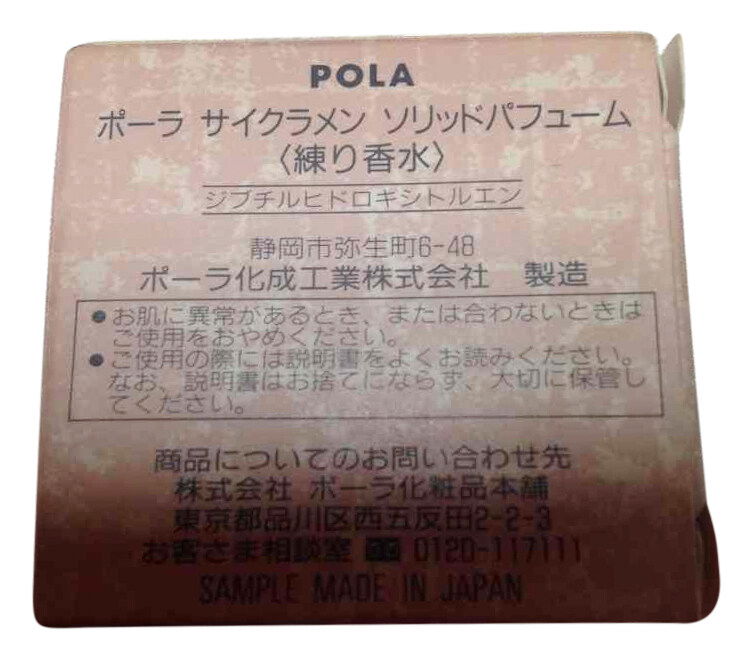 POLA
ポーラ サイクラメン ソリッドパフューム
〈練り香水〉
ジブチルヒドロキシトルエン
静岡市弥生町6-48
ポーラ化成工業株式会社 製造
●お肌に異常があるとき、または合わないときは
ご使用をおやめください。
●ご使用の際には説明書をよくお読みください。
なお、説明書はお捨てにならず、大切に保管し
てください。
商品についてのお問い合わせ先
株式会社 ポーラ化粧品本舗
東京都品川区西五反田2-2-3
お客さま相談室 0120-117111
SAMPLE MADE IN JAPAN